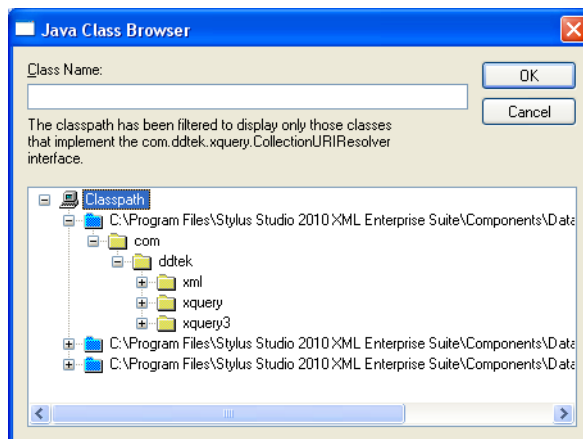 Java Class Browser
Class Name:
OK
Cancel
The classpath has been filtered to display only those classes
that implement the com.ddtek.xquery.CollectionURIResolver
interface.
Classpath
C:\Program Files\Stylus Studio 2010 XML Enterprise Suite\Components\Data
com
ddtek
xml
xquery
xquery3
C:\Program Files\Stylus Studio 2010 XML Enterprise Suite\Components\Data
C:\Program Files\Stylus Studio 2010 XML Enterprise Suite\Components\Data